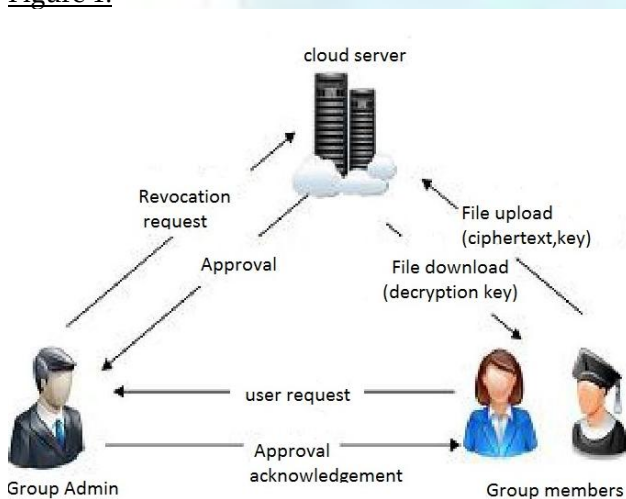 Figure 1:
cloud server
Revocation
request
File upload
(ciphertext,key)
Approval
File download
(decryption key)
user request
Approval
acknowledgement
Group Admin
Group members